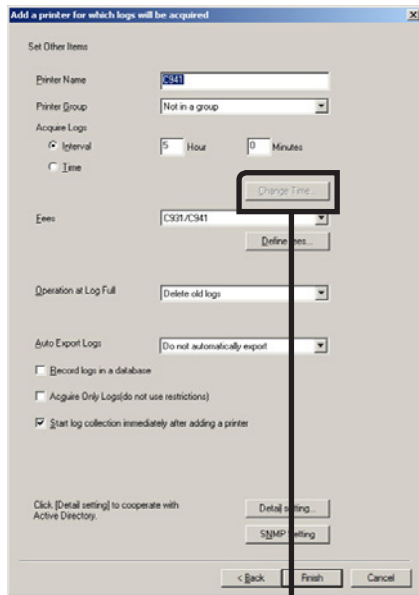 Add a printer for which logs will be acquired
Set Other Items
Printer Name C941
Printer Group Not in a group
Acquire Logs
Interval 5 Hour 0 Minutes
Time
Change Time...
Fees C931/C941
Define fees...
Operation at Log Full Delete old logs
Auto Export Logs Do not automatically export
Record logs in a database
Acquire Only Logs(do not use restrictions)
Start log collection immediately after adding a printer
Click [Detail setting] to cooperate with Detail setting...
Active Directory.
SNMP Setting
< Back Finish Cancel